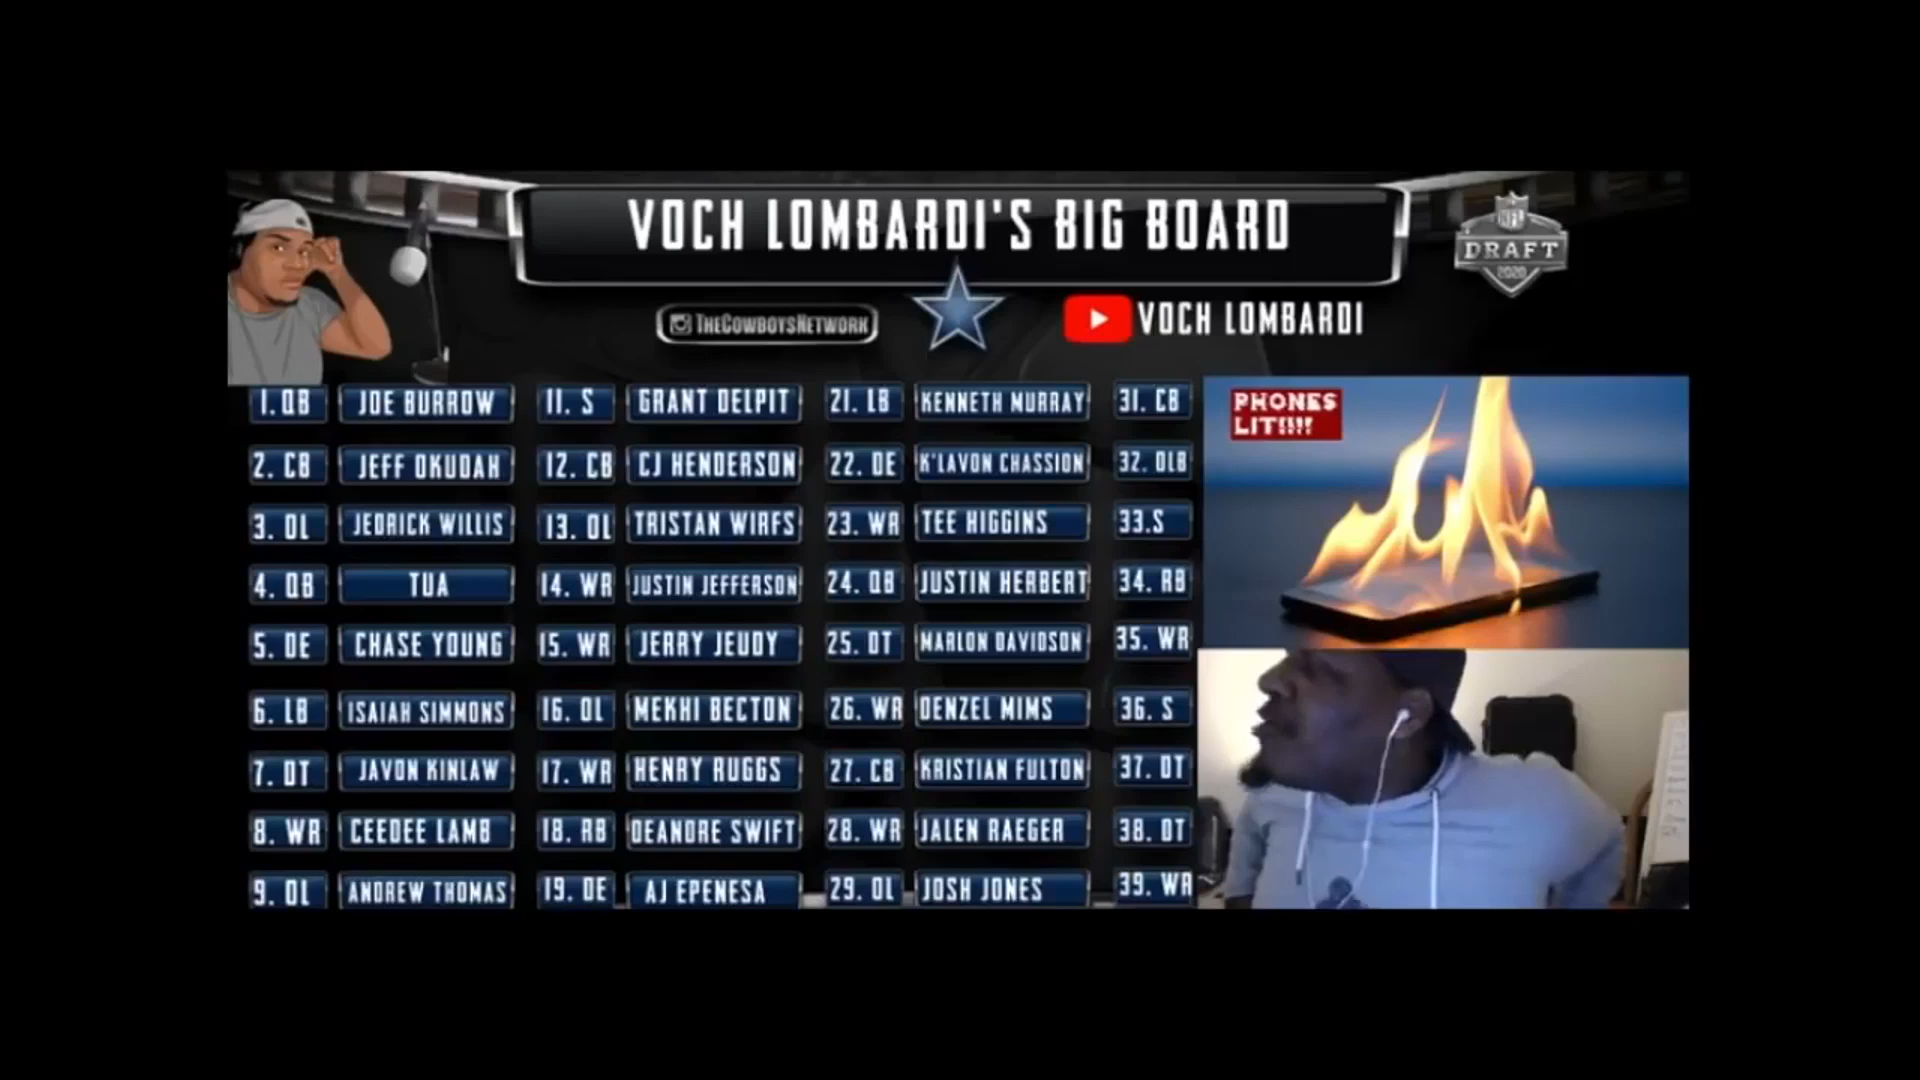 VOCH LOMBARDI'S BIG BOARD
NFL
DRAFT
2020
THECOWBOYSNETWORK
VOCH LOMBARDI
1. QB JOE BURROW 11. S GRANT DELPIT 21. LB KENNETH MURRAY 31. CB
PHONES
LIT!!!!
2. CB JEFF OKUDAH 12. CB CJ HENDERSON 22. DE K'LAVON CHASSION 32. OLB
3. OL JEDRICK WILLIS 13. OL TRISTAN WIRFS 23. WR TEE HIGGINS 33.S
4. QB TUA 14. WR JUSTIN JEFFERSON 24. QB JUSTIN HERBERT 34. RB
5. DE CHASE YOUNG 15. WR JERRY JEUDY 25. DT MARLON DAVIDSON 35. WR
6. LB ISAIAH SIMMONS 16. OL MEKHI BECTON 26. WR DENZEL MIMS 36. S
7. DT JAVON KINLAW 17. WR HENRY RUGGS 27. CB KRISTIAN FULTON 37. DT
8. WR CEEDEE LAMB 18. RB DEANDRE SWIFT 28. WR JALEN RAEGER 38. DT
9. OL ANDREW THOMAS 19. DE AJ EPENESA 29. OL JOSH JONES 39. WR